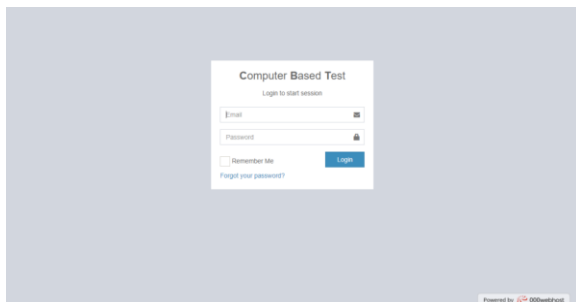 Computer Based Test
Login to start session
Email
Password
Remember Me
Login
Forgot your password?
Powered by 000webhost